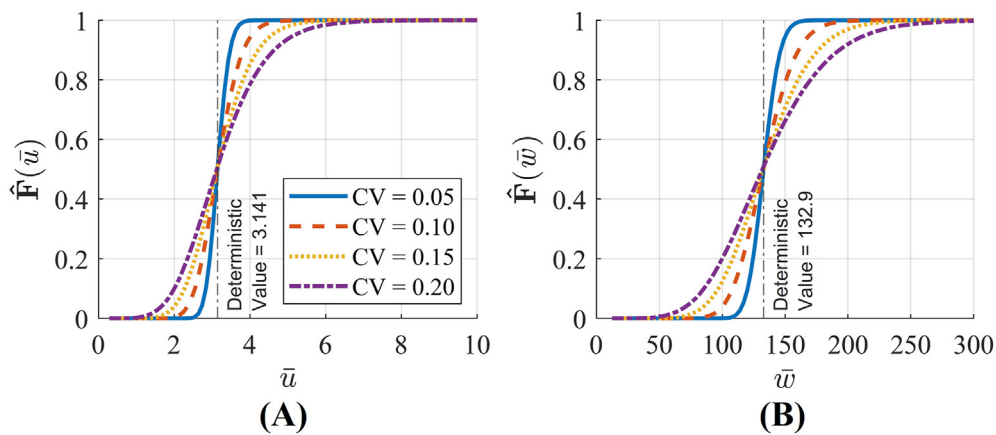 1
0.8
0.6
0.4
0.2
0
F̂(ū)
0 2 4 6 8 10
ū
Deterministic
Value = 3.141
CV = 0.05
CV = 0.10
CV = 0.15
CV = 0.20
(A)
1
0.8
0.6
0.4
0.2
0
F̂(w̄)
0 50 100 150 200 250 300
w̄
Deterministic
Value = 132.9
(B)